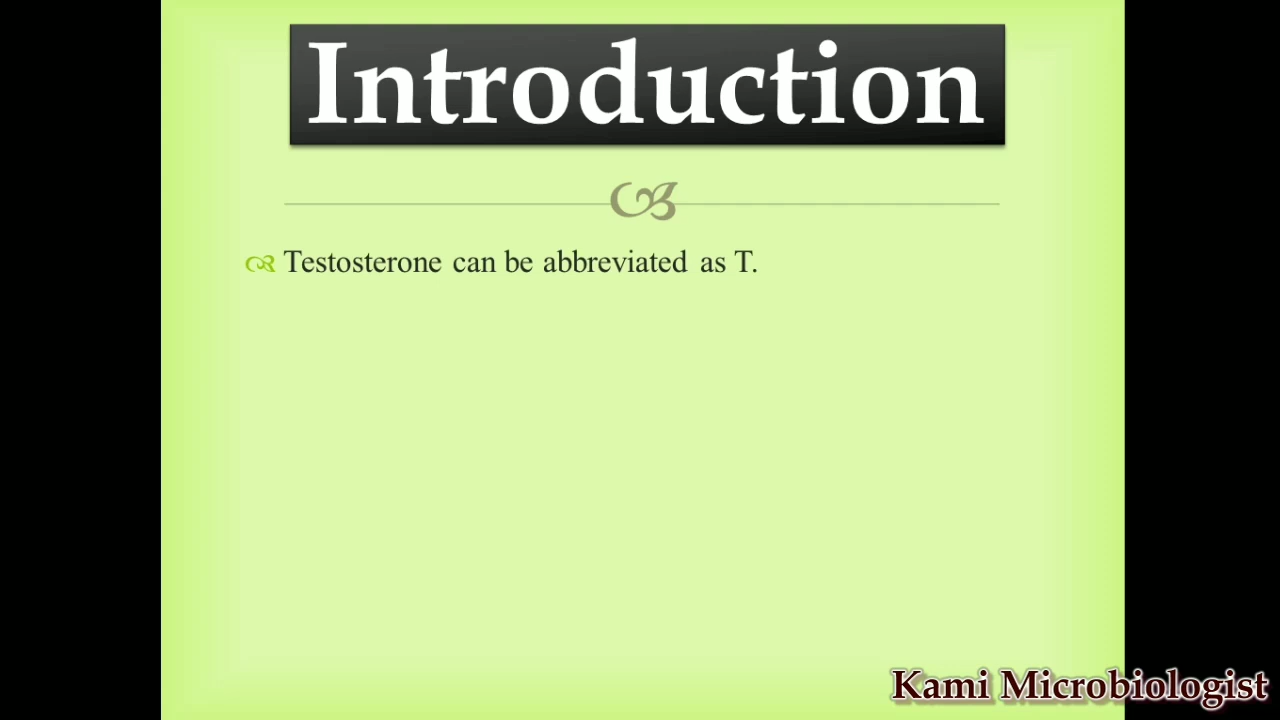 Introduction
Testosterone can be abbreviated as T.
Kami Microbiologist